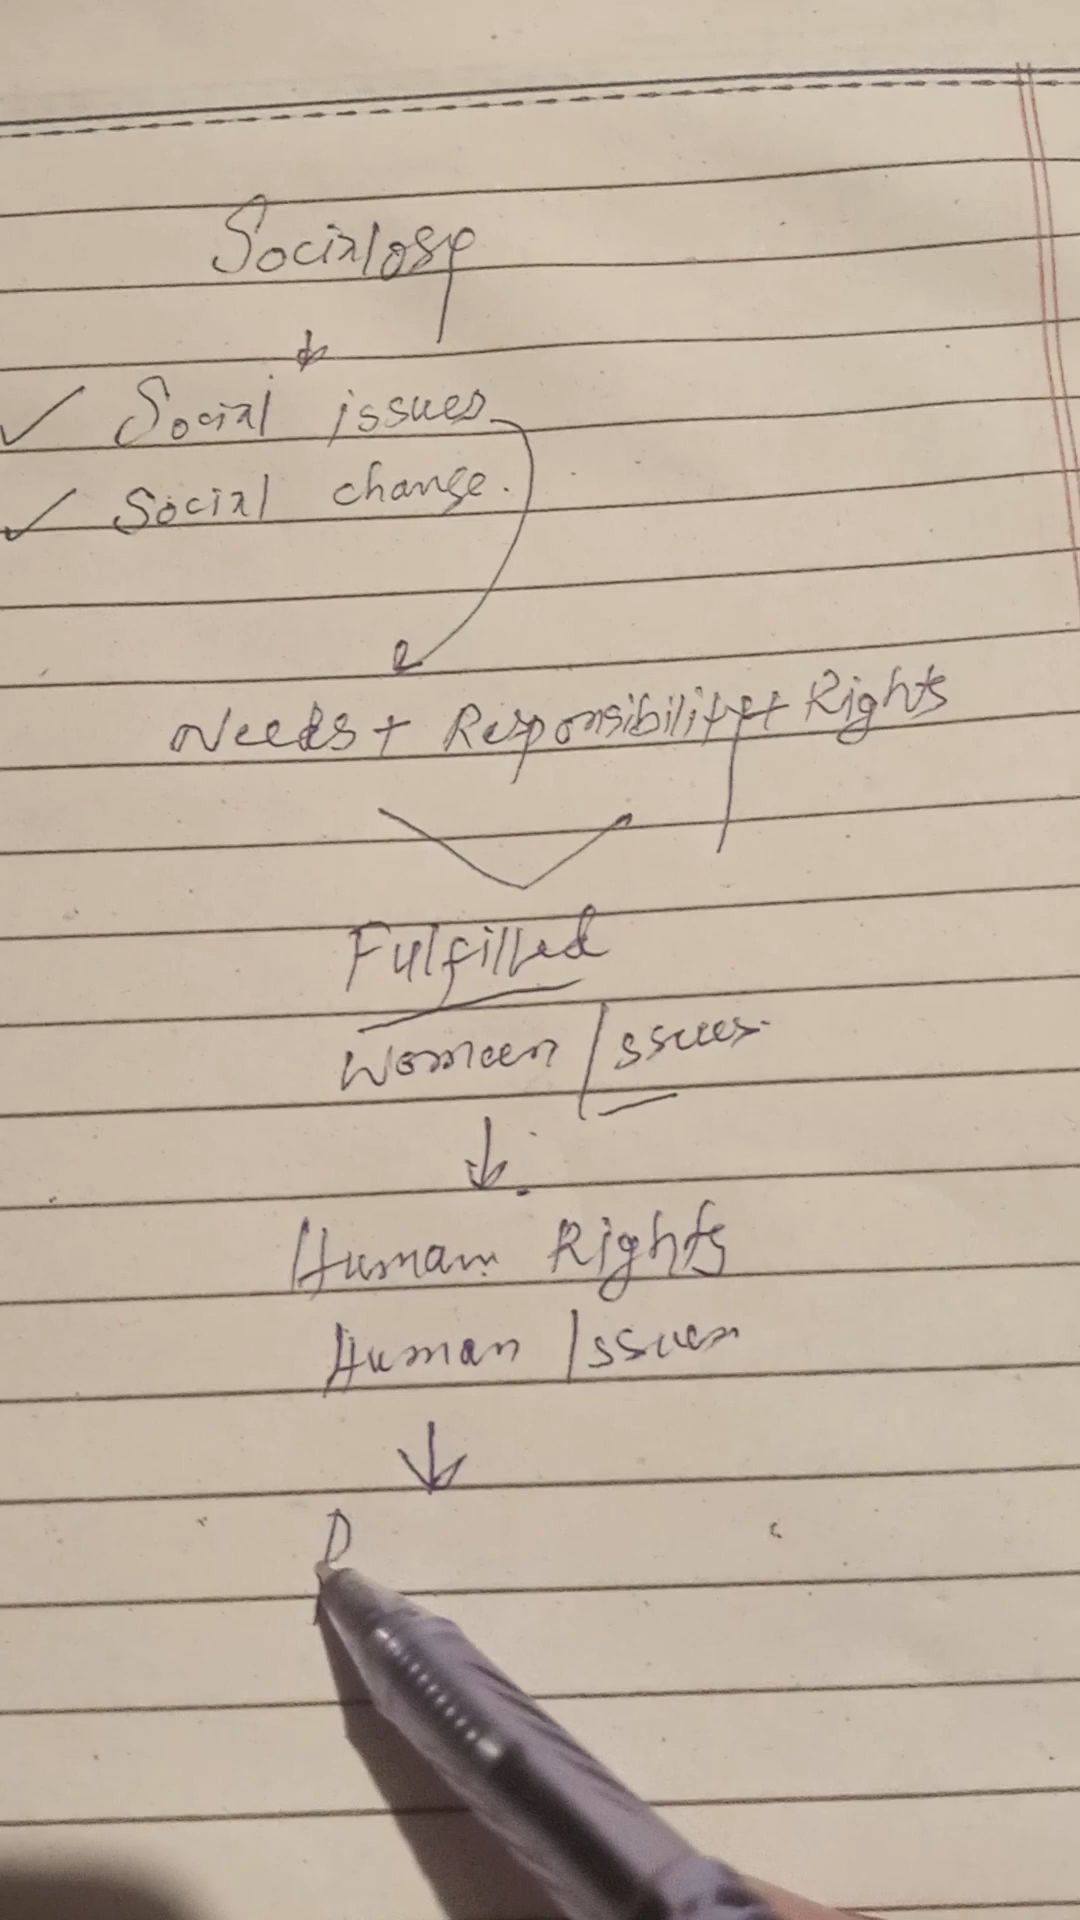 Sociology
✓ Social issues
✓ Social change.
Needs + Responsibility + Rights
Fulfilled
Women Issues
Human Rights
Human Issues
D